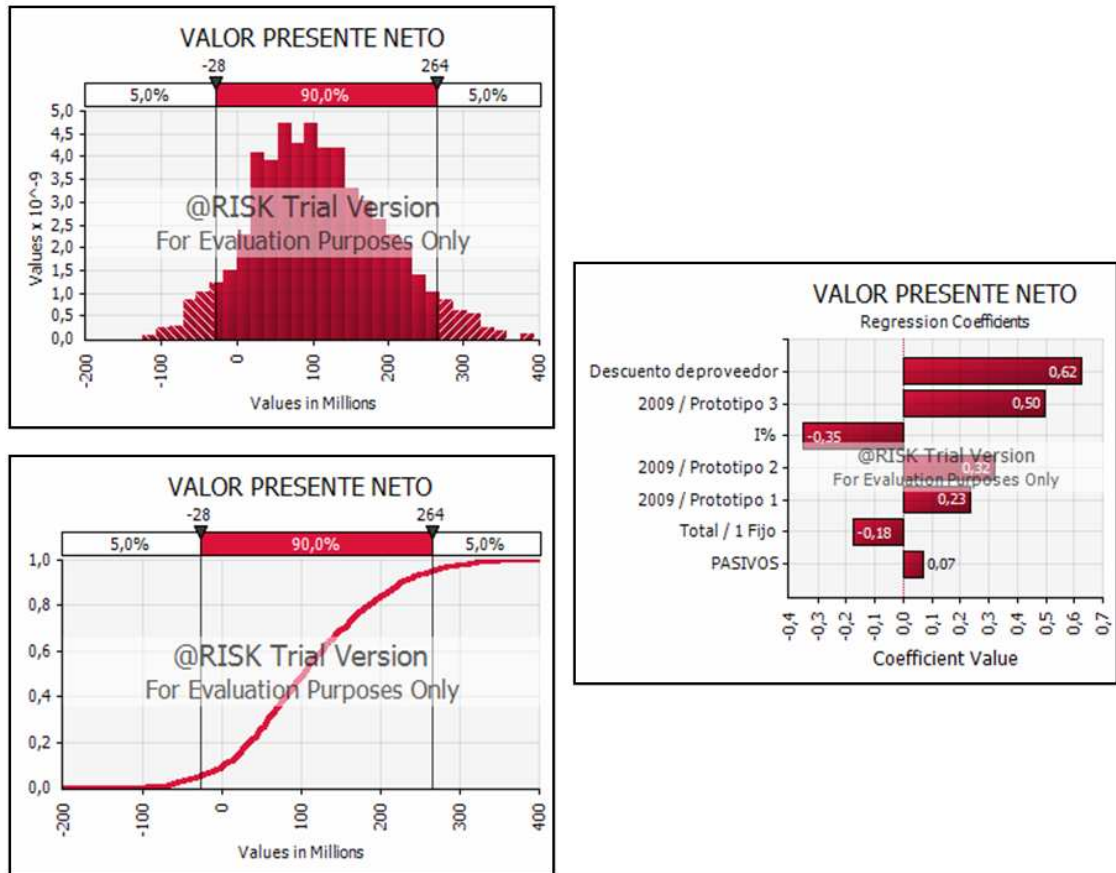 VALOR PRESENTE NETO
-28 264
5,0% 90,0% 5,0%
5,0
4,5
4,0
3,5
3,0
2,5
2,0
1,5
1,0
0,5
0,0
Values x 10^-9
@RISK Trial Version
For Evaluation Purposes Only
-200 -100 0 100 200 300 400
Values in Millions
VALOR PRESENTE NETO
-28 264
5,0% 90,0% 5,0%
1,0
0,8
0,6
0,4
0,2
0,0
@RISK Trial Version
For Evaluation Purposes Only
-200 -100 0 100 200 300 400
Values in Millions
VALOR PRESENTE NETO
Regression Coefficients
Descuento deproveedor 0,62
2009 / Prototipo 3 0,50
I% -0,35
@RISK Trial Version
2009 / Prototipo 2 0,32
For Evaluation Purposes Only
2009 / Prototipo 1 0,23
Total / 1 Fijo -0,18
PASIVOS 0,07
-0,4 -0,3 -0,2 -0,1 0,0 0,1 0,2 0,3 0,4 0,5 0,6 0,7
Coefficient Value